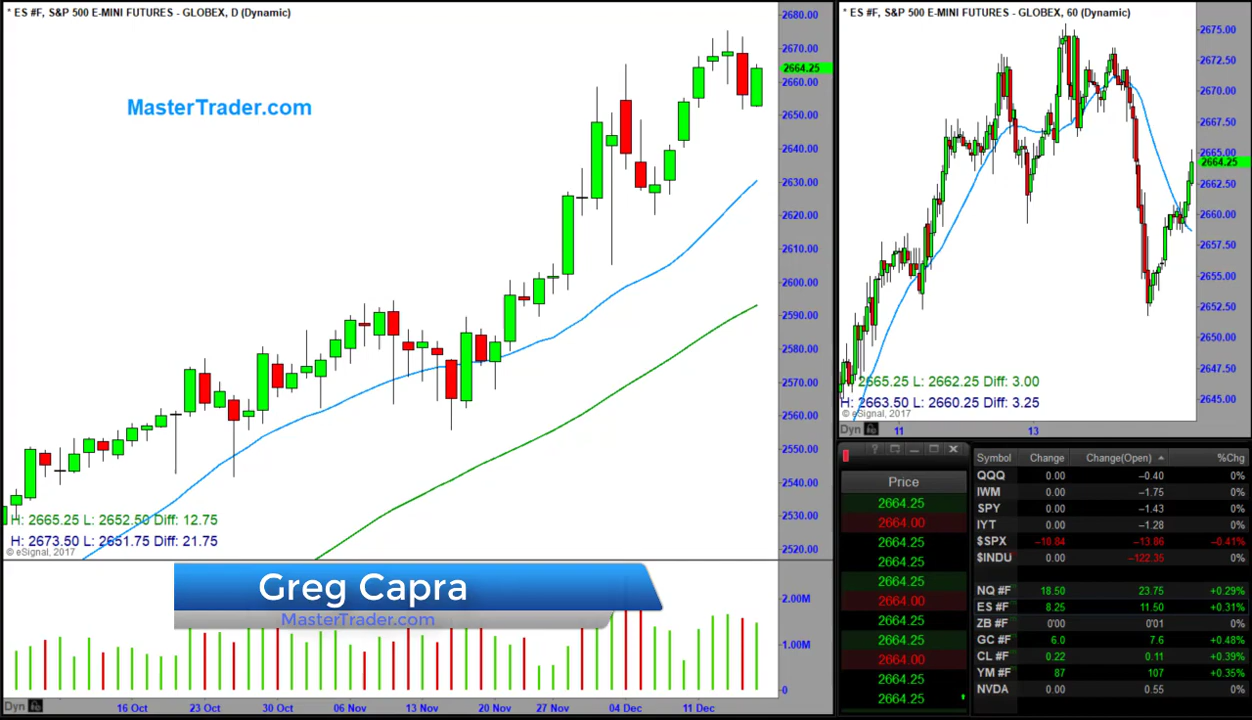 * ES #F, S&P 500 E-MINI FUTURES - GLOBEX, D (Dynamic)
MasterTrader.com
2680.00
2670.00
2664.25
2660.00
2650.00
2640.00
2630.00
2620.00
2610.00
2600.00
2590.00
2580.00
2570.00
2560.00
2550.00
2540.00
2530.00
2520.00
H: 2665.25 L: 2652.50 Diff: 12.75
H: 2673.50 L: 2651.75 Diff: 21.75
© eSignal, 2017
Greg Capra
MasterTrader.com
2.00M
1.00M
0
Dyn
16 Oct 23 Oct 30 Oct 06 Nov 13 Nov 20 Nov 27 Nov 04 Dec 11 Dec
* ES #F, S&P 500 E-MINI FUTURES - GLOBEX, 60 (Dynamic)
2675.00
2672.50
2670.00
2667.50
2665.00
2664.25
2662.50
2660.00
2657.50
2655.00
2652.50
2650.00
2647.50
2645.00
H: 2665.25 L: 2662.25 Diff: 3.00
H: 2663.50 L: 2660.25 Diff: 3.25
© eSignal, 2017
Dyn 11 13
Price
2664.25
2664.00
2664.25
2664.25
2664.25
2664.00
2664.25
2664.25
2664.00
2664.25
2664.25
Symbol Change Change(Open) %Chg
QQQ 0.00 –0.40 0%
IWM 0.00 –1.75 0%
SPY 0.00 –1.43 0%
IYT 0.00 –1.28 0%
$SPX –10.84 –13.86 –0.41%
$INDU 0.00 –122.35 0%
NQ #F 18.50 23.75 +0.29%
ES #F 8.25 11.50 +0.31%
ZB #F 0'00 0'01 0%
GC #F 6.0 7.6 +0.48%
CL #F 0.22 0.11 +0.39%
YM #F 87 107 +0.35%
NVDA 0.00 0.55 0%